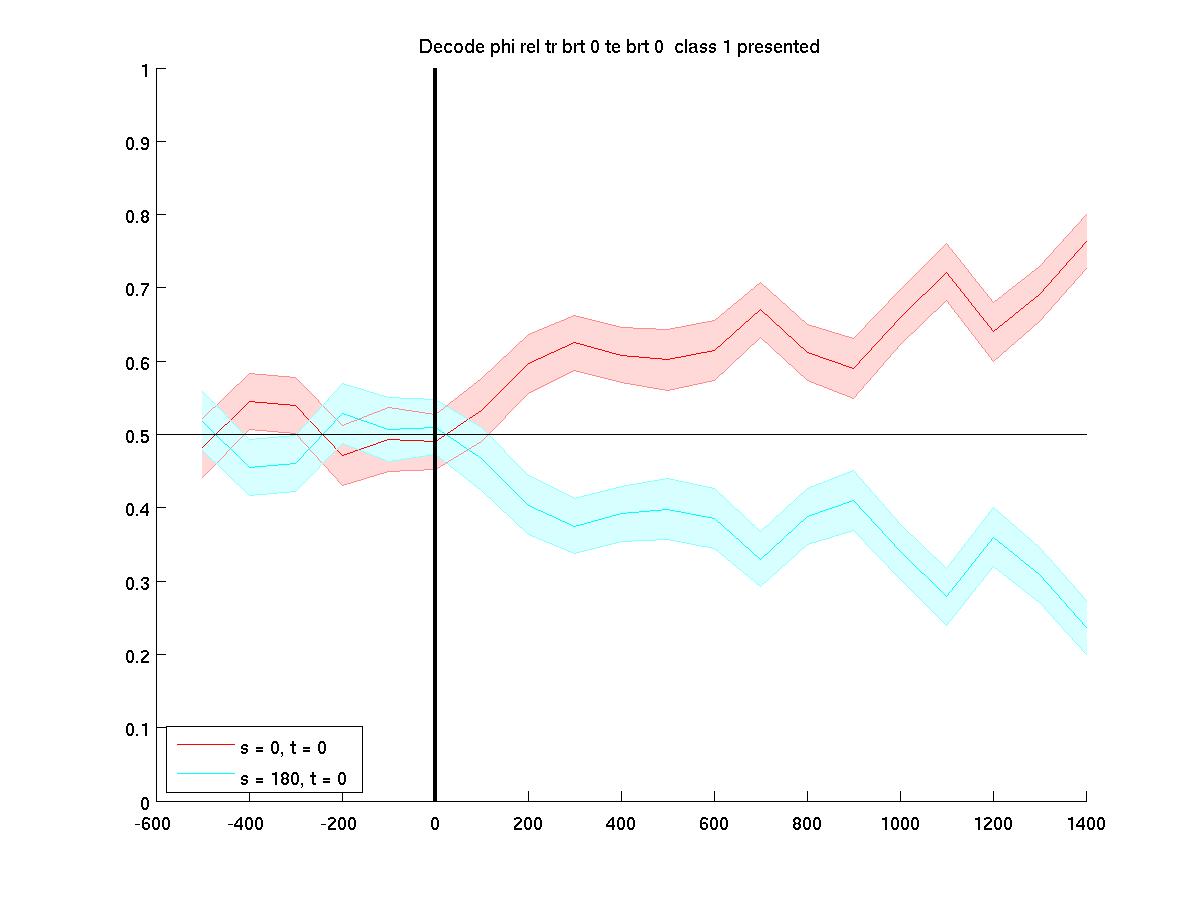 Decode phi rel tr brt 0 te brt 0  class 1 presented
1
0.9
0.8
0.7
0.6
0.5
0.4
0.3
0.2
0.1
0
s = 0, t = 0
s = 180, t = 0
-600 -400 -200 0 200 400 600 800 1000 1200 1400